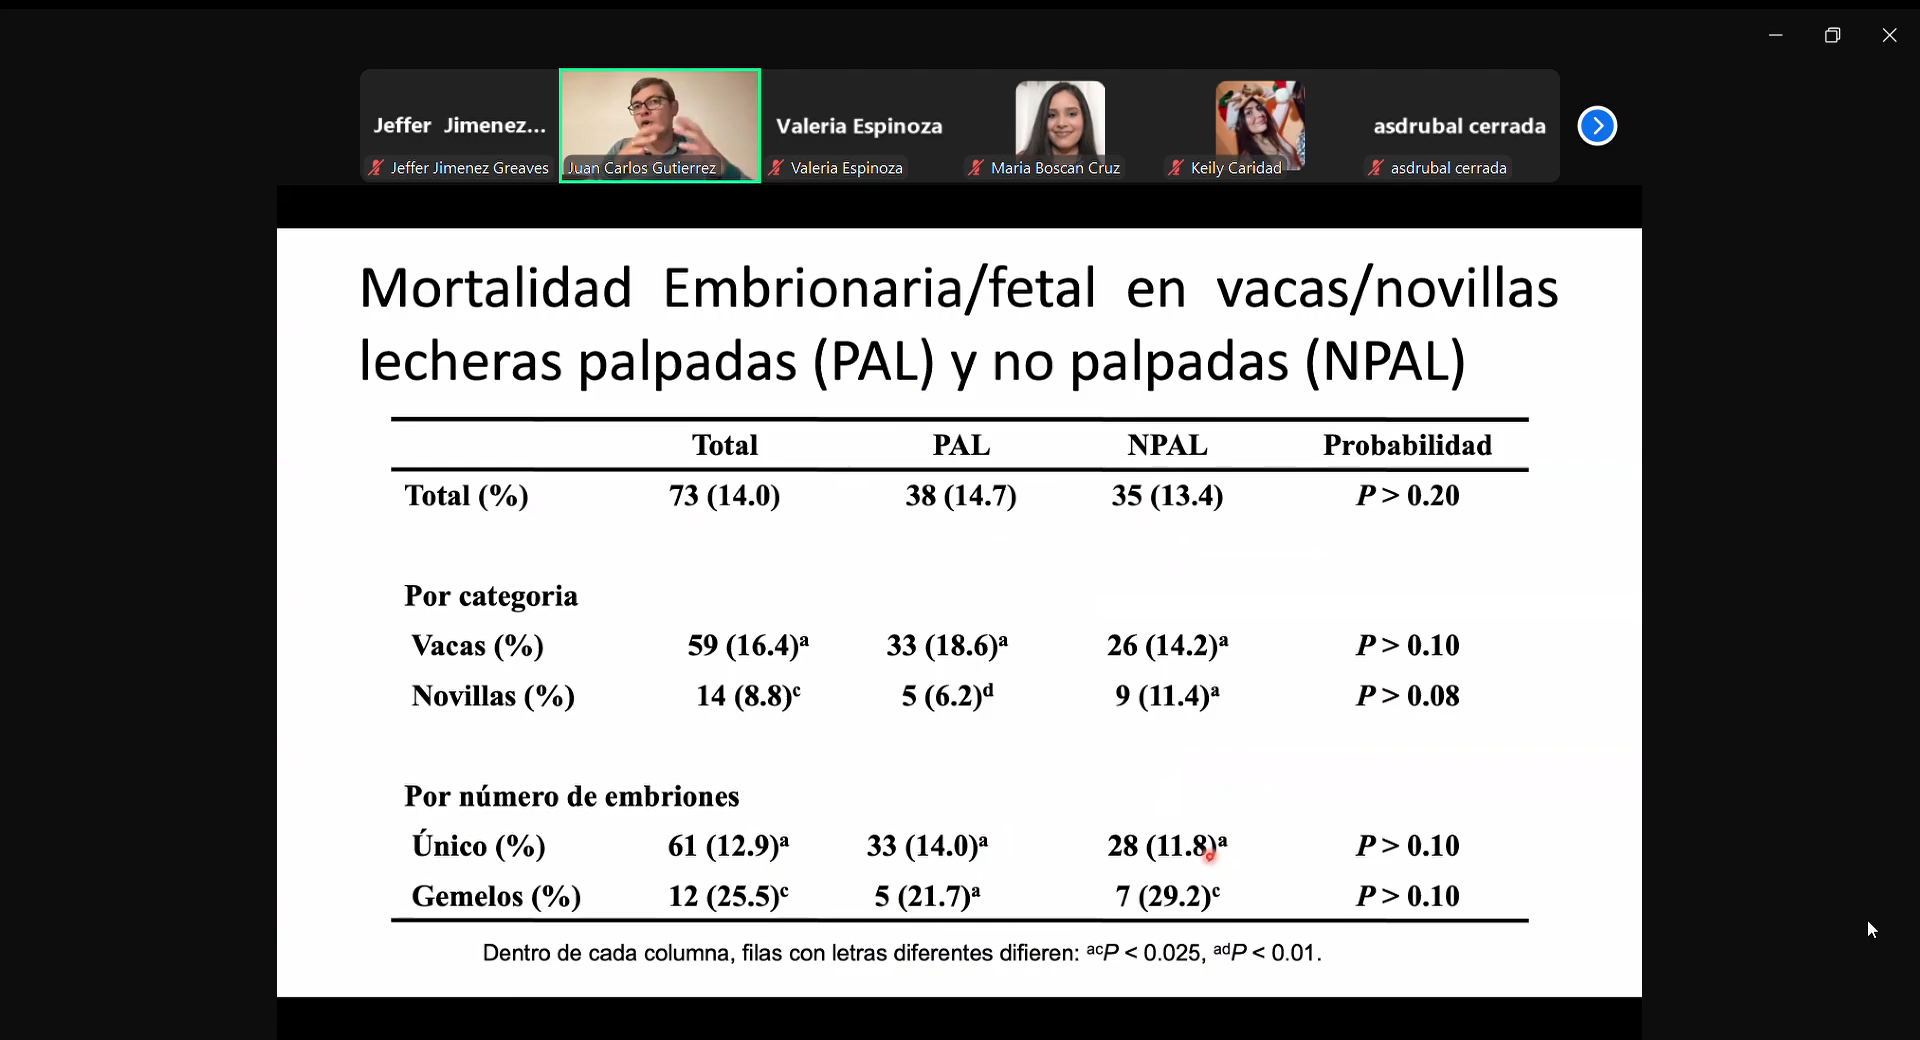 Jeffer Jimenez...
Valeria Espinoza
asdrubal cerrada
Jeffer Jimenez Greaves
Juan Carlos Gutierrez
Valeria Espinoza
Maria Boscan Cruz
Keily Caridad
asdrubal cerrada
Mortalidad Embrionaria/fetal en vacas/novillas
lecheras palpadas (PAL) y no palpadas (NPAL)
Total PAL NPAL Probabilidad
Total (%) 73 (14.0) 38 (14.7) 35 (13.4) P > 0.20
Por categoria
Vacas (%) 59 (16.4)ᵃ 33 (18.6)ᵃ 26 (14.2)ᵃ P > 0.10
Novillas (%) 14 (8.8)ᶜ 5 (6.2)ᵈ 9 (11.4)ᵃ P > 0.08
Por número de embriones
Único (%) 61 (12.9)ᵃ 33 (14.0)ᵃ 28 (11.8)ᵃ P > 0.10
Gemelos (%) 12 (25.5)ᶜ 5 (21.7)ᵃ 7 (29.2)ᶜ P > 0.10
Dentro de cada columna, filas con letras diferentes difieren: ᵃᶜP < 0.025, ᵃᵈP < 0.01.